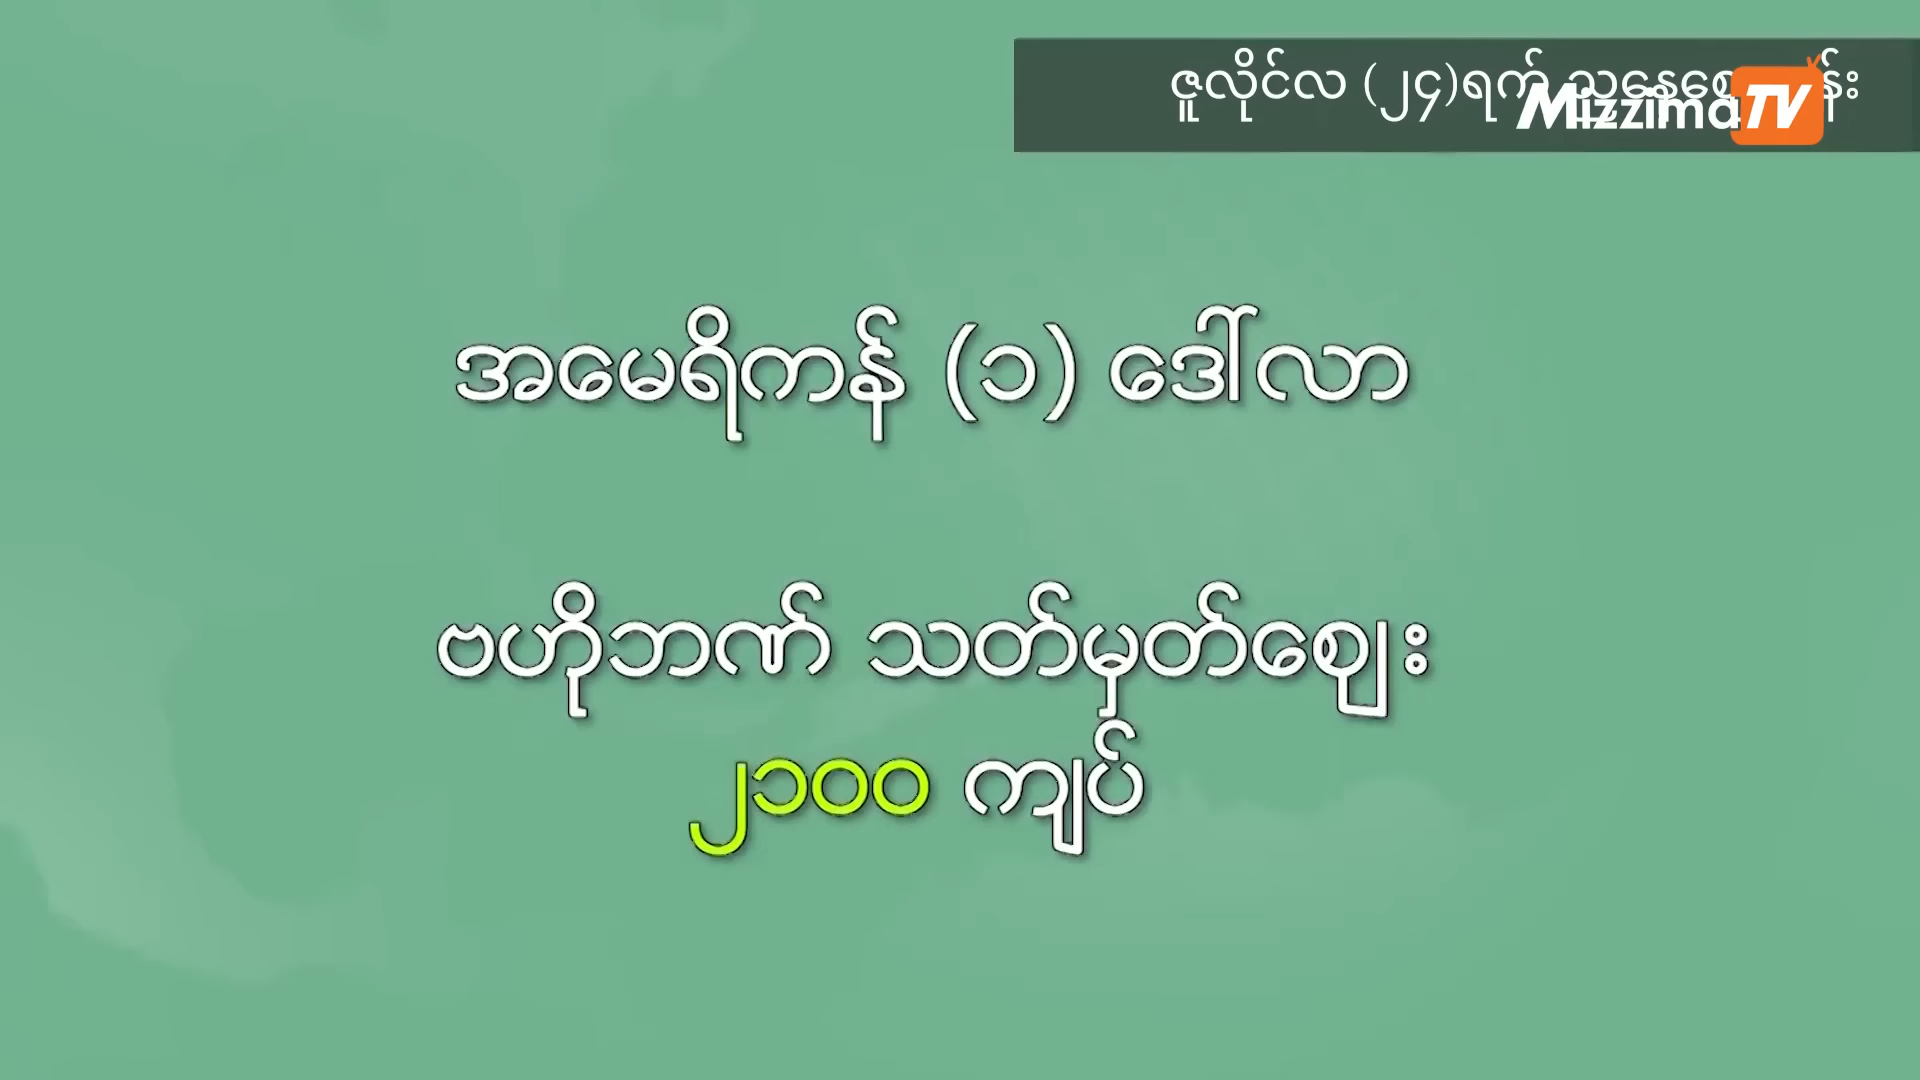 ဇူလိုင်လ (၂၄)ရက်
MizzimaTV
အမေရိကန် (၁) ဒေါ်လာ
ဗဟိုဘဏ် သတ်မှတ်ဈေး
၂၁၀၀ ကျပ်